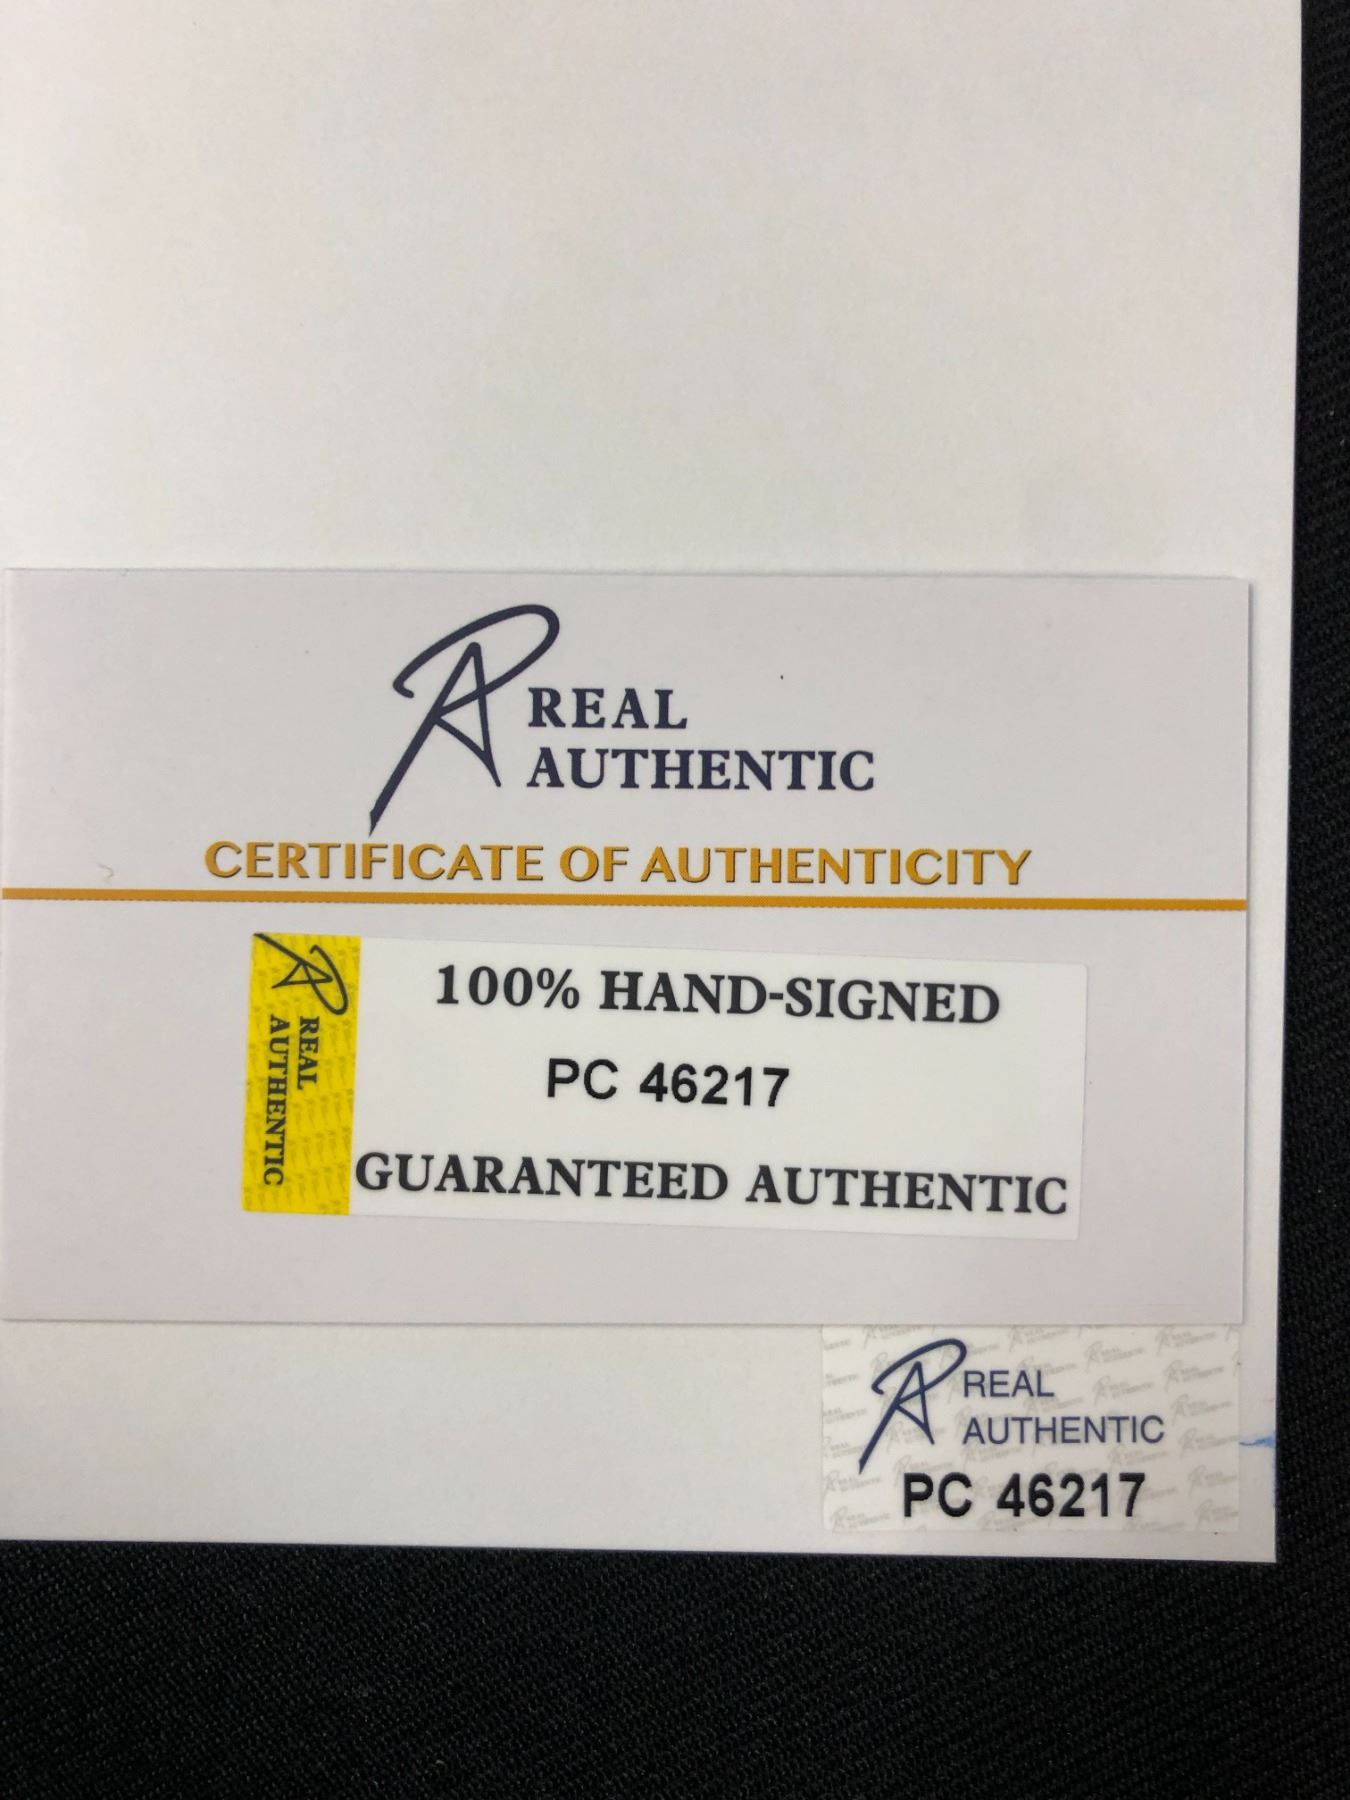 REAL
AUTHENTIC
CERTIFICATE OF AUTHENTICITY
REAL
AUTHENTIC
100% HAND-SIGNED
PC 46217
GUARANTEED AUTHENTIC
REAL
AUTHENTIC
PC 46217